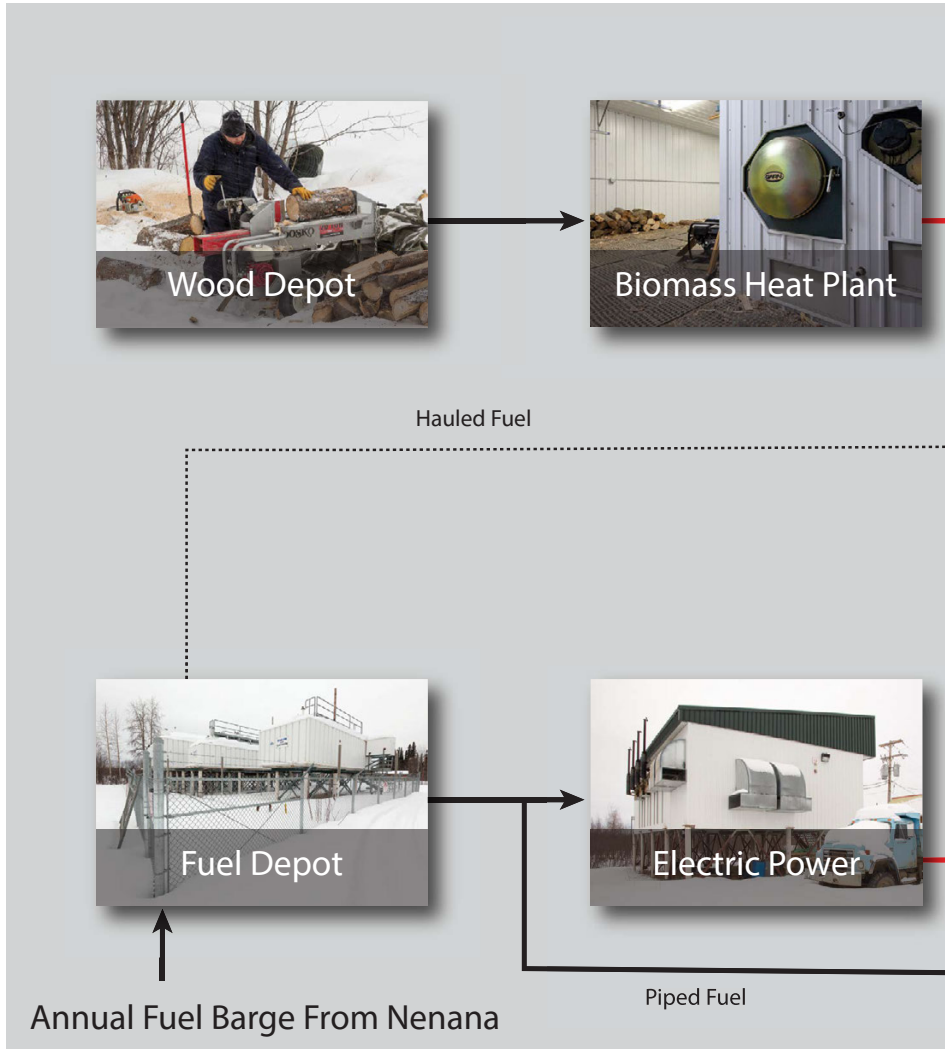 Wood Depot
Biomass Heat Plant
Hauled Fuel
Fuel Depot
Electric Power
Piped Fuel
Annual Fuel Barge From Nenana